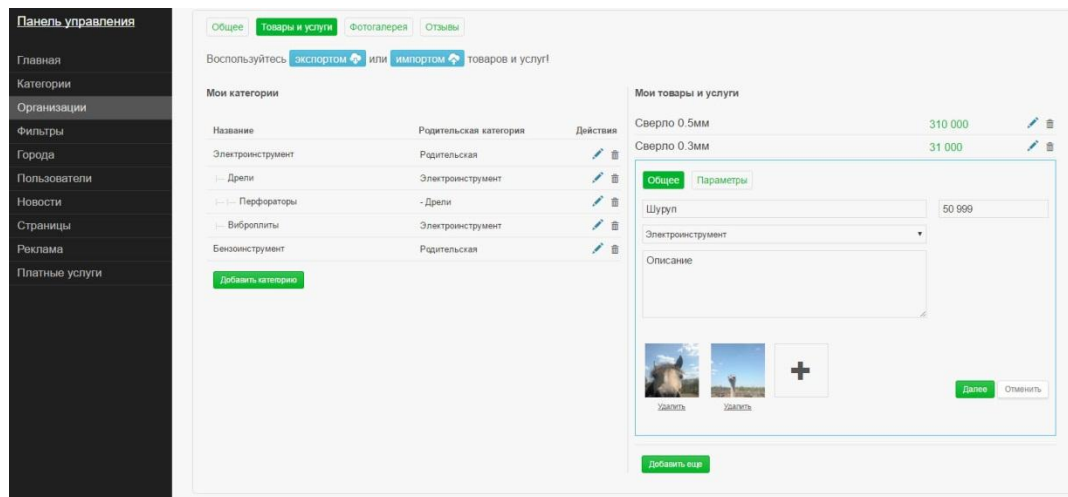 Панель управления
Главная
Категории
Организации
Фильтры
Города
Пользователи
Новости
Страницы
Реклама
Платные услуги
Общее Товары и услуги Фотогалерея Отзывы
Воспользуйтесь экспортом или импортом товаров и услуг!
Мои категории
Название Родительская категория Действия
Электроинструмент Родительская
Дрели Электроинструмент
Перфораторы - Дрели
Виброплиты Электроинструмент
Бензоинструмент Родительская
Добавить категорию
Мои товары и услуги
Сверло 0.5мм 310 000
Сверло 0.3мм 31 000
Общее Параметры
Шуруп 50 999
Электроинструмент
Описание
Удалить Удалить
Далее Отменить
Добавить еще